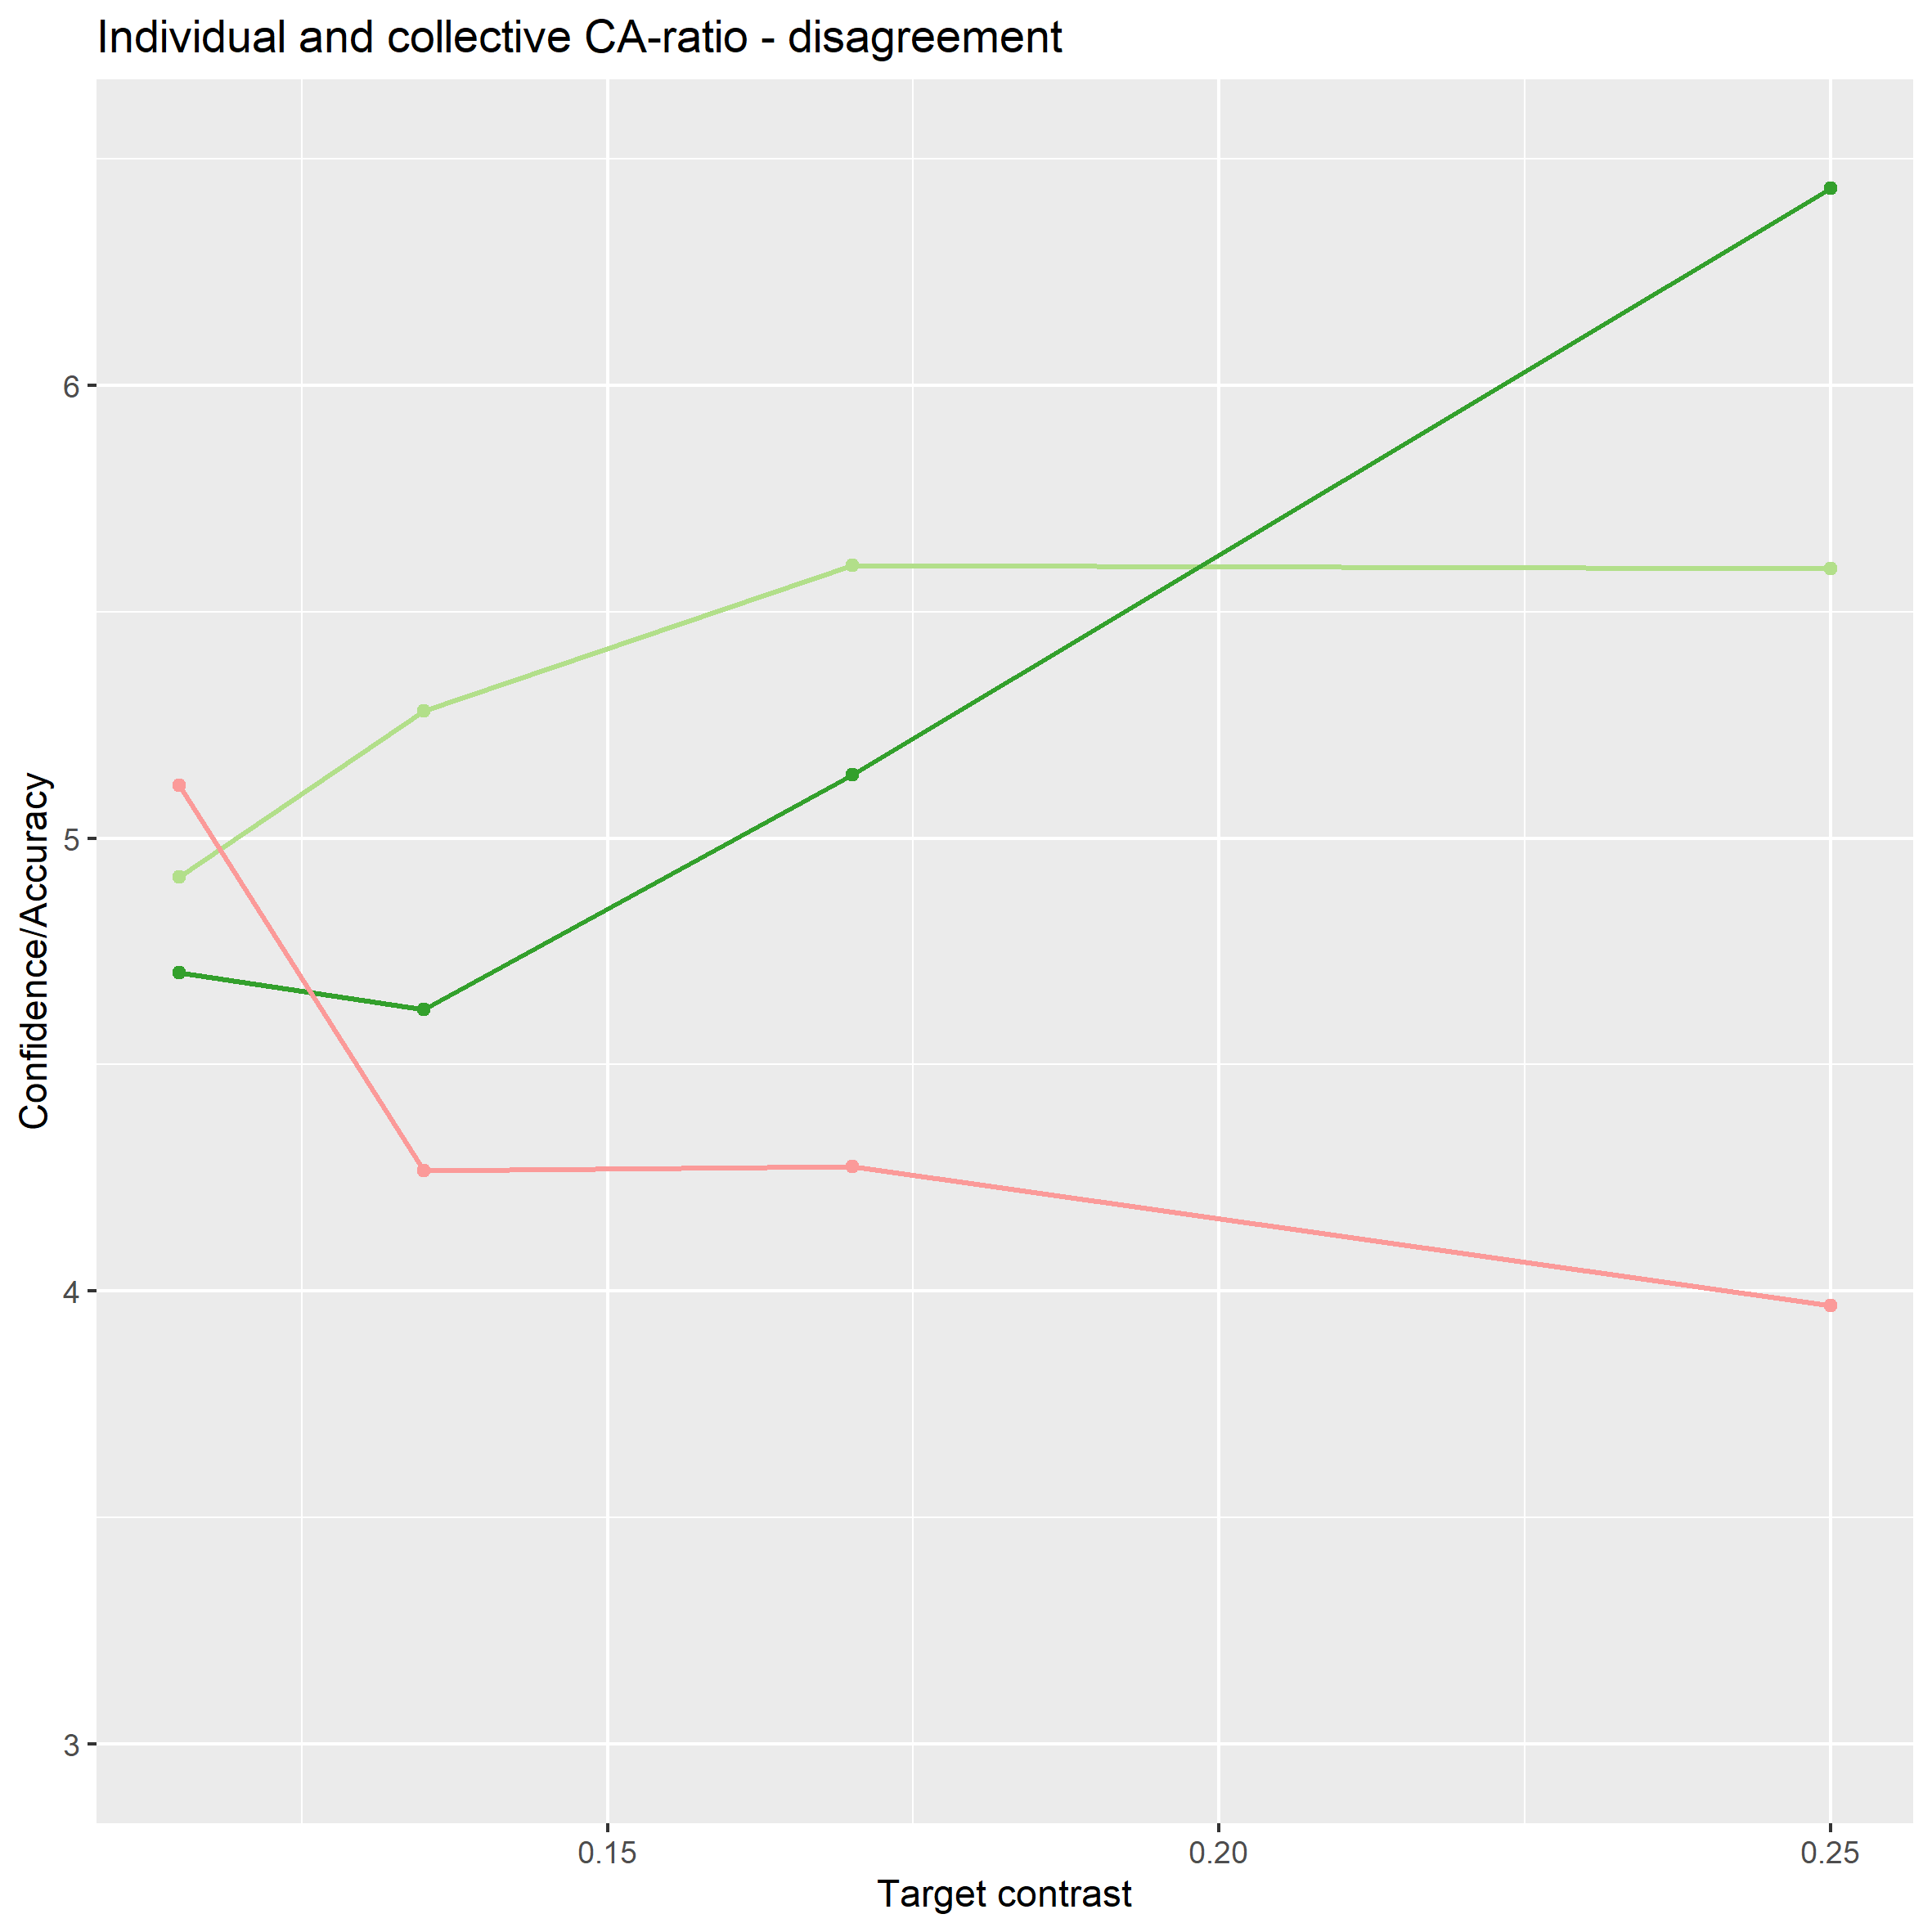 Individual and collective CA-ratio - disagreement
Confidence/Accuracy
6
5
4
3
0.15
0.20
0.25
Target contrast